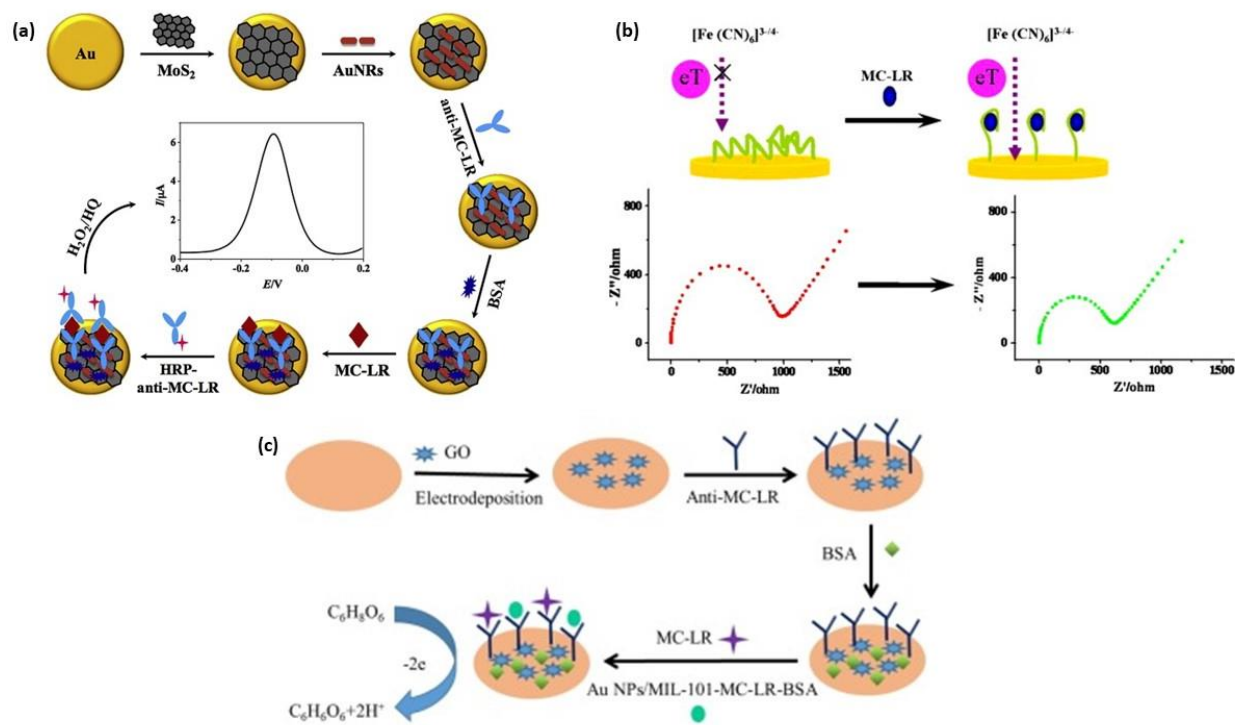 (a)
Au
MoS₂
AuNRs
anti-MC-LR
BSA
MC-LR
HRP-
anti-MC-LR
H₂O₂/HQ
I/μA
6
4
2
0
-0.4
-0.2
0.0
0.2
E/V
(b)
[Fe (CN)₆]³⁻/⁴⁻
eT
MC-LR
[Fe (CN)₆]³⁻/⁴⁻
eT
- Z''/ohm
800
400
0
0
500
1000
1500
Z'/ohm
- Z''/ohm
800
400
0
0
500
1000
1500
Z'/ohm
(c)
GO
Electrodeposition
Anti-MC-LR
BSA
MC-LR
Au NPs/MIL-101-MC-LR-BSA
C₆H₈O₆
-2e
C₆H₆O₆+2H⁺